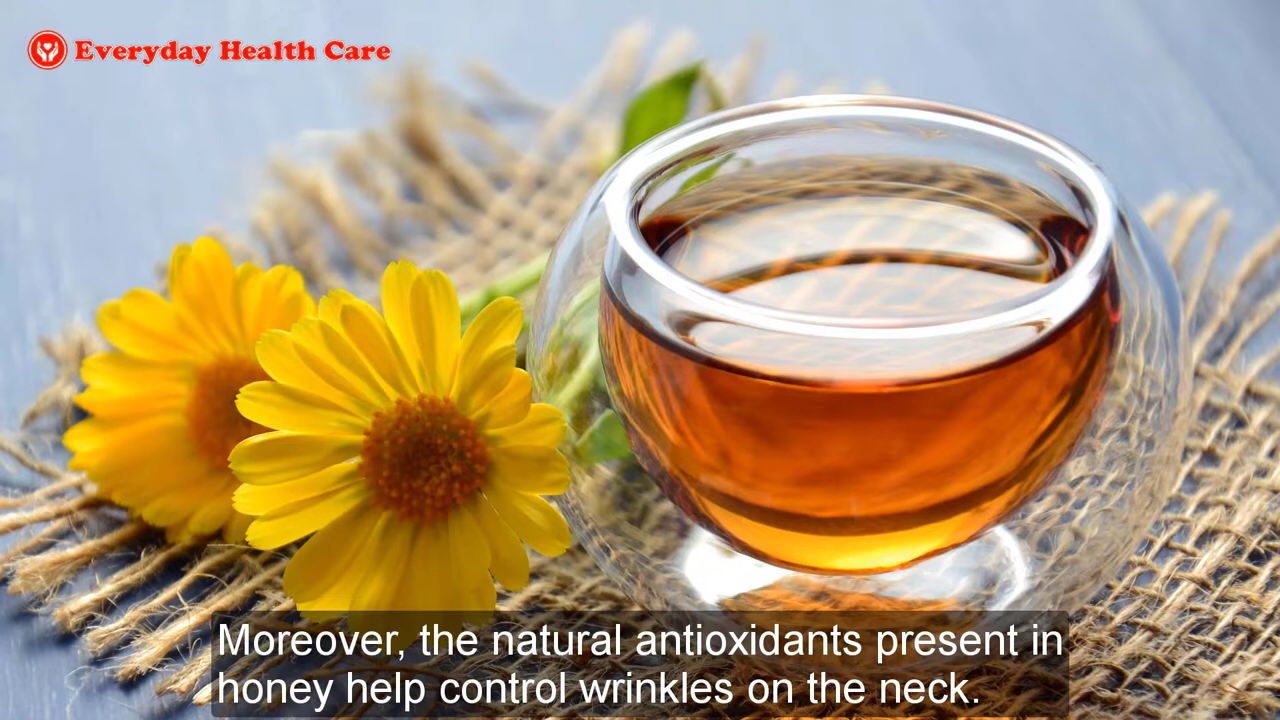 Everyday Health Care
Moreover, the natural antioxidants present in
honey help control wrinkles on the neck.